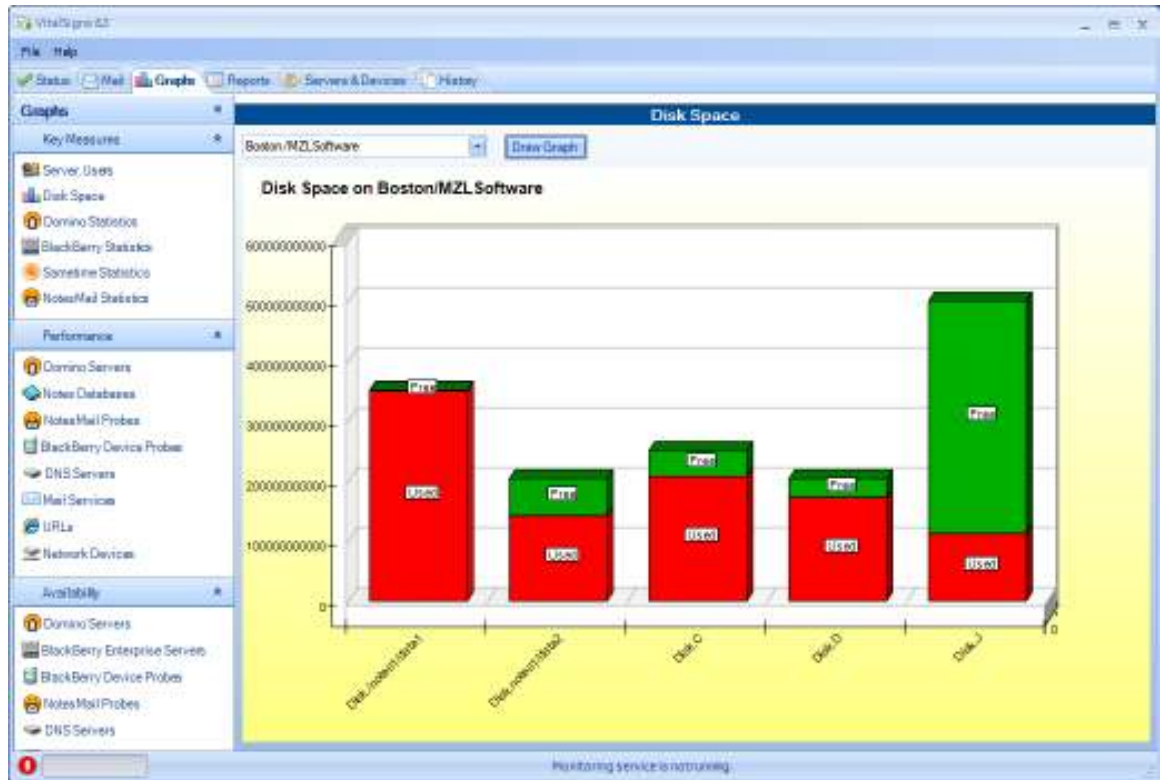 VitalSigns
File Help
Status Mail Graphs Reports Servers & Devices History
Graphs
Key Measures
Server, Users
Disk Space
Domino Statistics
BlackBerry Statistics
Sametime Statistics
NotesMail Statistics
Performance
Domino Servers
Notes Databases
NotesMail Probes
BlackBerry Device Probes
DNS Servers
Mail Services
URLs
Network Devices
Availability
Domino Servers
BlackBerry Enterprise Servers
BlackBerry Device Probes
NotesMail Probes
DNS Servers
Disk Space
Boston/MZLSoftware
Draw Graph
Disk Space on Boston/MZLSoftware
600000000000
500000000000
400000000000
300000000000
200000000000
100000000000
0
Free
Used
Free
Used
Free
Used
Free
Used
Free
Used
0
Disk.C
Disk.D
Disk.J
Monitoring service is not running.